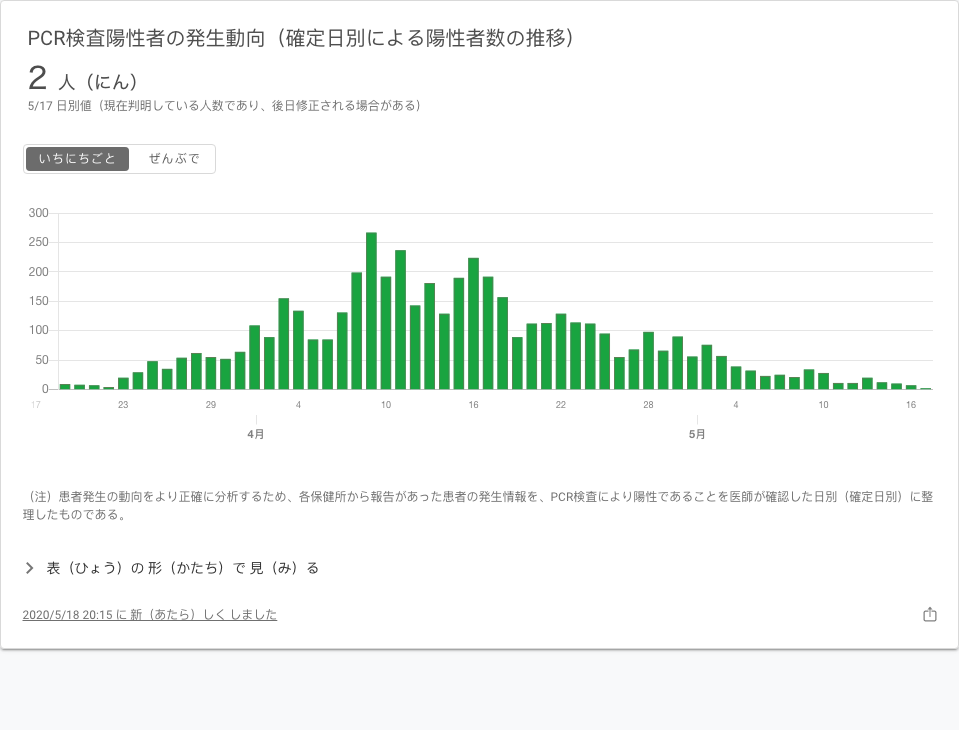 PCR検査陽性者の発生動向（確定日別による陽性者数の推移）
2 人（にん）
5/17 日別値（現在判明している人数であり、後日修正される場合がある）
いちにちごと ぜんぶで
300
250
200
150
100
50
0
17 23 29 4 10 16 22 28 4 10 16
4月 5月
（注）患者発生の動向をより正確に分析するため、各保健所から報告があった患者の発生情報を、PCR検査により陽性であることを医師が確認した日別（確定日別）に整
理したものである。
表（ひょう）の 形（かたち）で 見（み）る
2020/5/18 20:15 に 新（あたら）しく しました